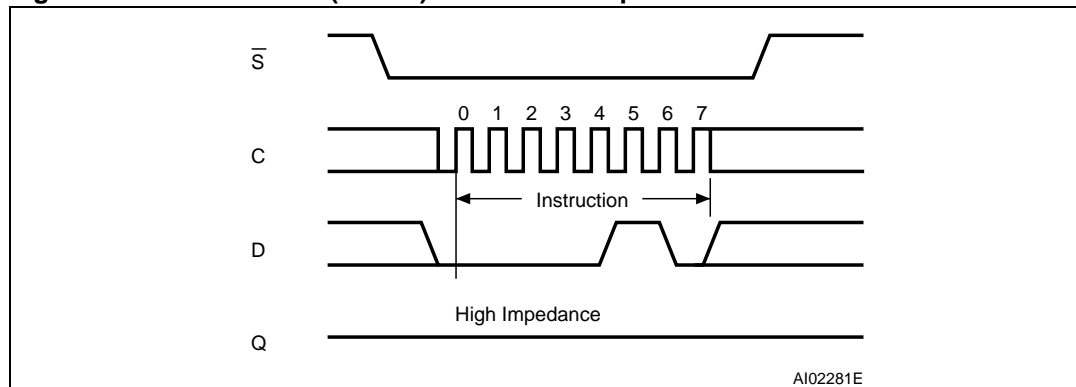 S̅
0 1 2 3 4 5 6 7
C
Instruction
D
High Impedance
Q
AI02281E